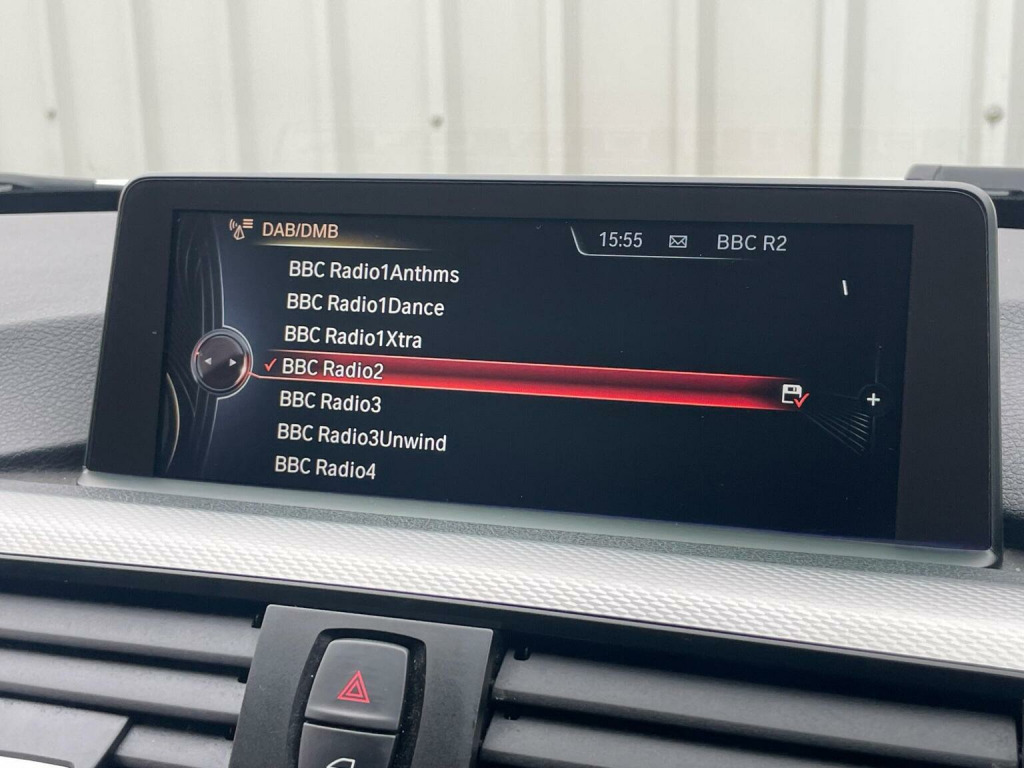 DAB/DMB
15:55 BBC R2
BBC Radio1Anthms
BBC Radio1Dance
BBC Radio1Xtra
BBC Radio2
BBC Radio3
BBC Radio3Unwind
BBC Radio4